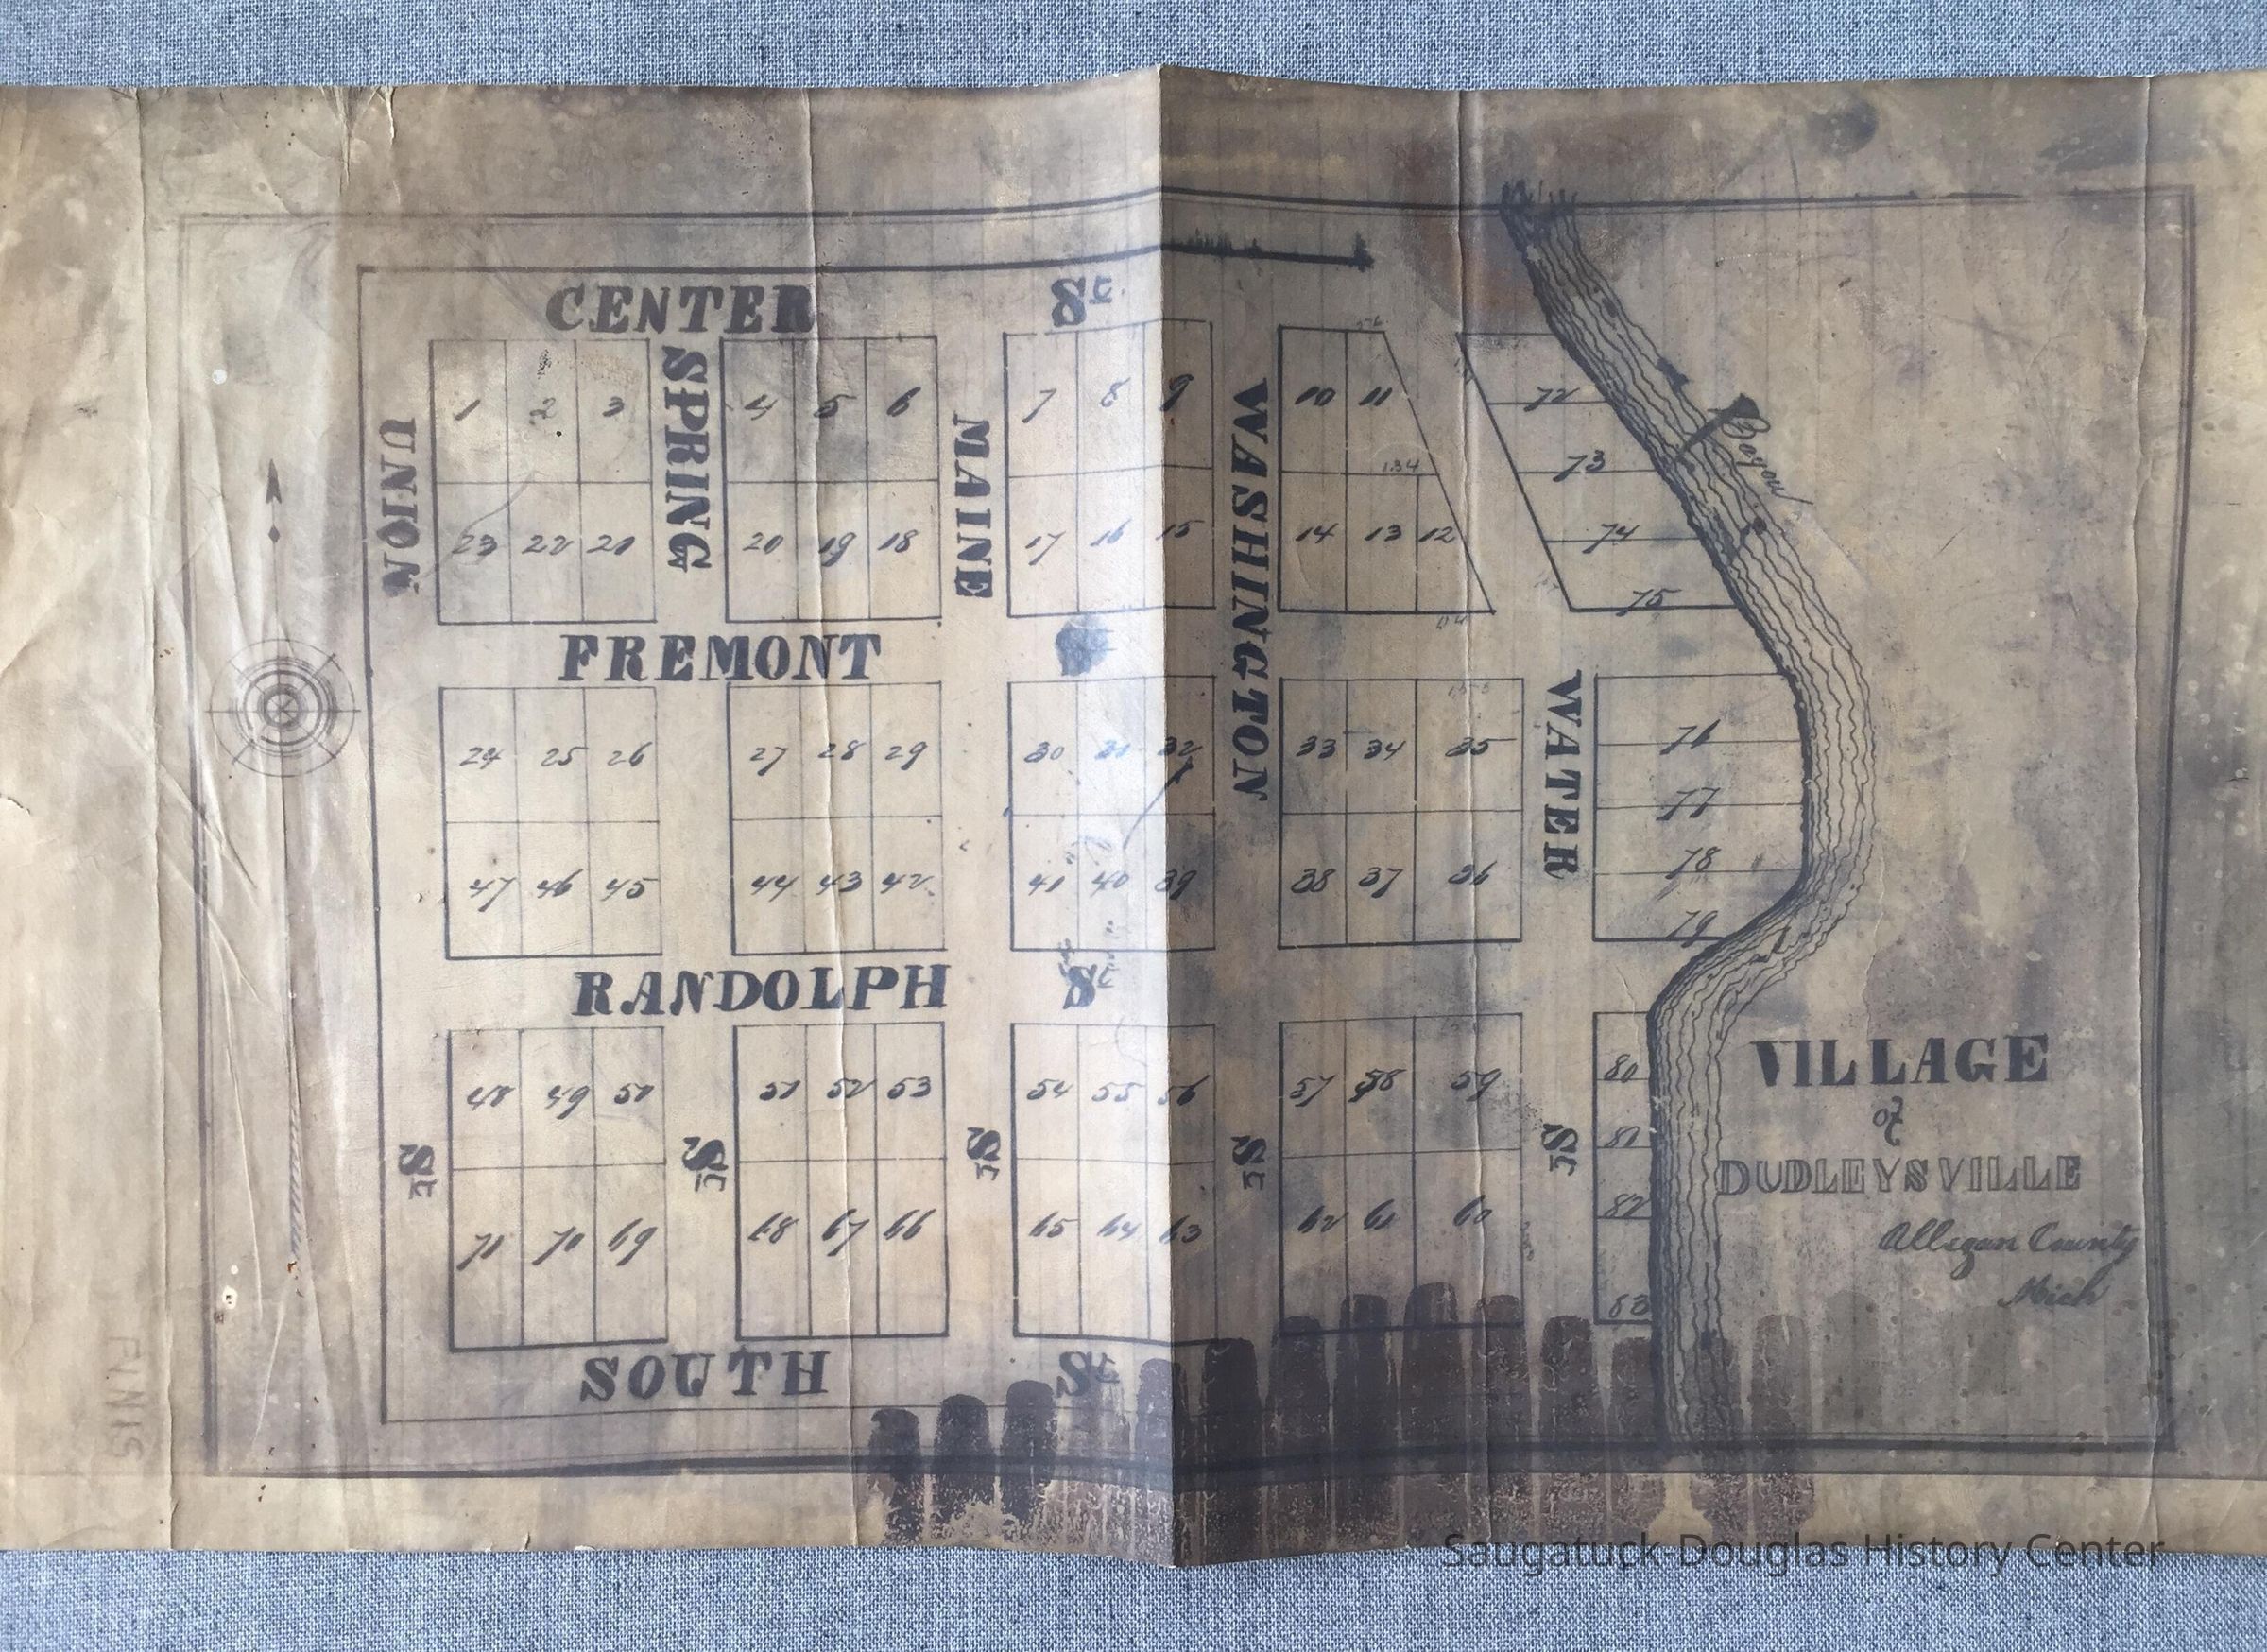 CENTER St
UNION St
SPRING St
MAINE St
WASHINGTON St
WATER St
1 2 3 4 5 6 7 8 9 10 11
134
23 22 21 20 19 18 17 16 15 14 13 12
72
73
74
75
Bayou
FREMONT St
24 25 26 27 28 29 30 31 32 33 34 35
47 46 45 44 43 42 41 40 39 38 37 36
76
77
78
79
RANDOLPH St
48 49 50 51 52 53 54 55 56 57 58 59
71 70 69 68 67 66 65 64 63 62 61 60
80
81
82
83
SOUTH St
VILLAGE
of
DUDLEYSVILLE
Allegan County
Mich
Saugatuck-Douglas History Center